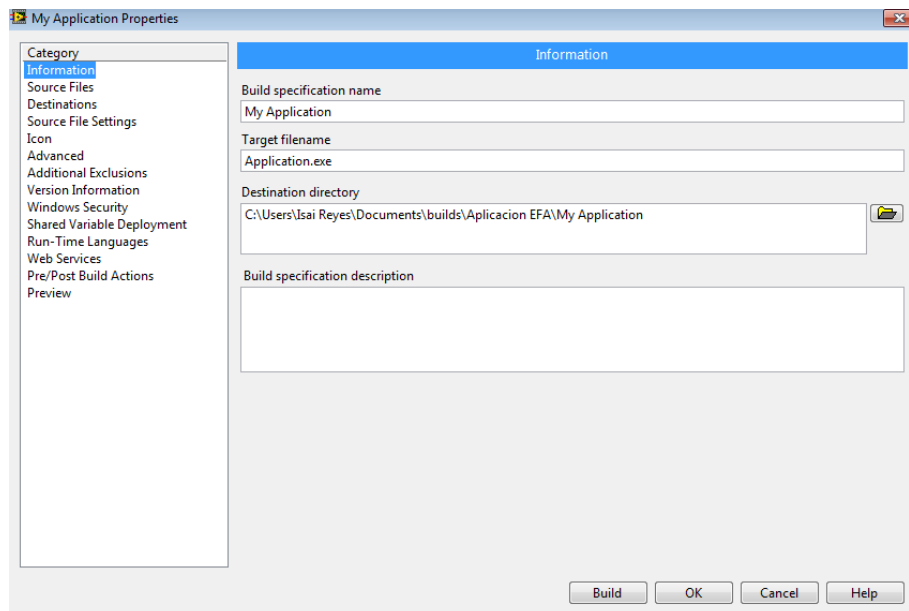 My Application Properties
Category
Information
Source Files
Destinations
Source File Settings
Icon
Advanced
Additional Exclusions
Version Information
Windows Security
Shared Variable Deployment
Run-Time Languages
Web Services
Pre/Post Build Actions
Preview
Information
Build specification name
My Application
Target filename
Application.exe
Destination directory
C:\Users\Isai Reyes\Documents\builds\Aplicacion EFA\My Application
Build specification description
Build OK Cancel Help